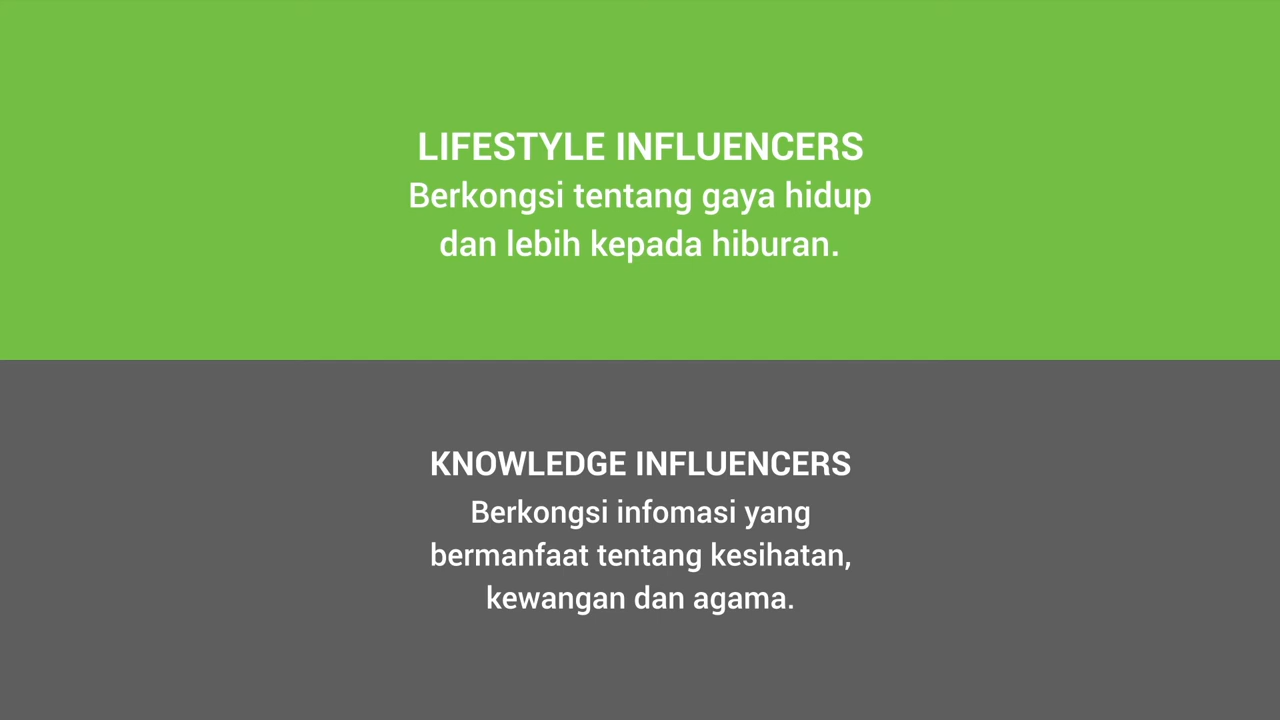 LIFESTYLE INFLUENCERS
Berkongsi tentang gaya hidup
dan lebih kepada hiburan.
KNOWLEDGE INFLUENCERS
Berkongsi infomasi yang
bermanfaat tentang kesihatan,
kewangan dan agama.